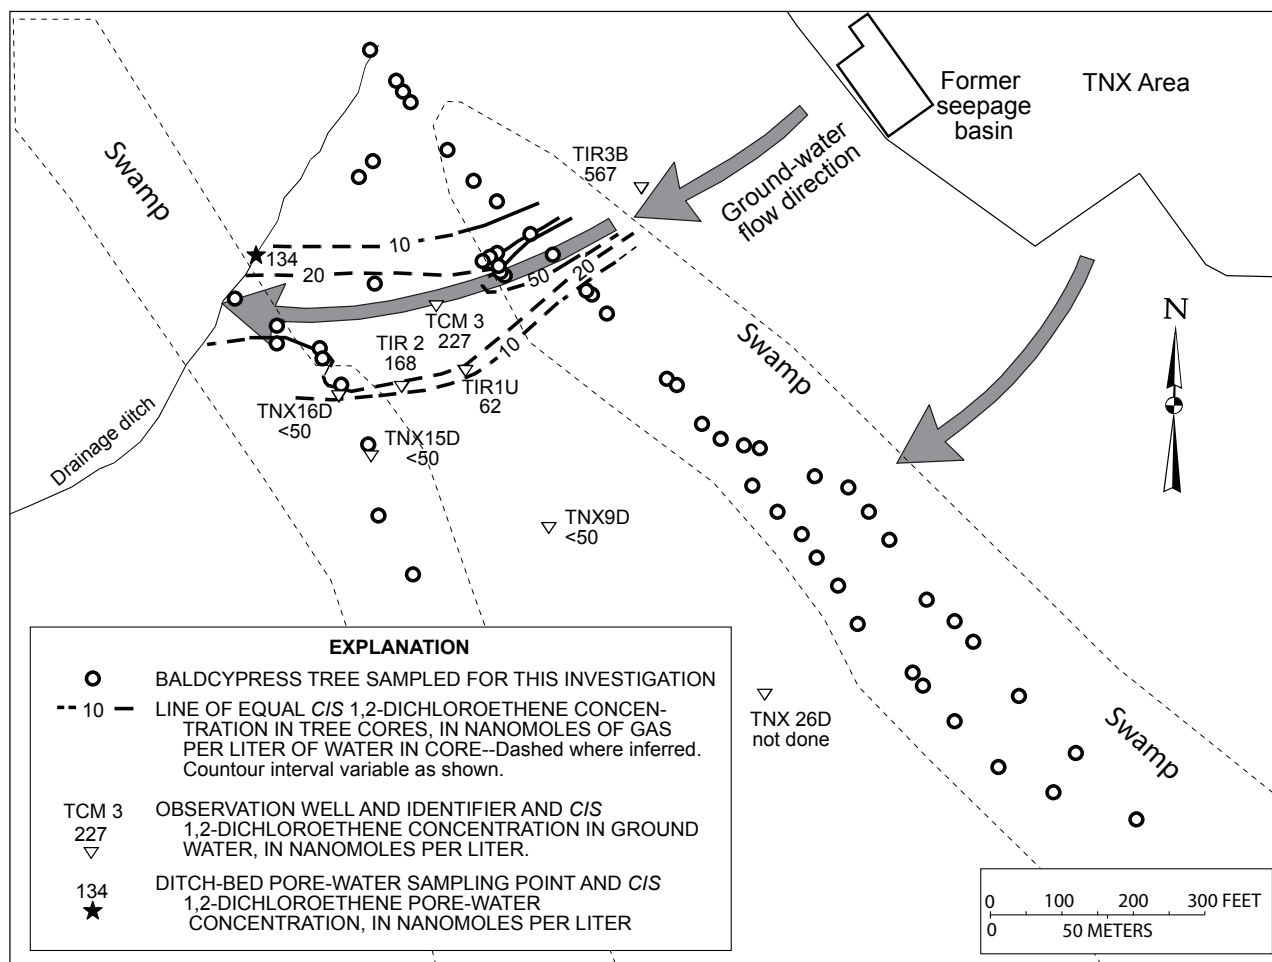 Former
seepage
basin
TNX Area
Swamp
TIR3B
567
Ground-water
flow direction
10
134
20
50
20
TCM 3
227
10
TIR 2
168
TIR1U
62
TNX16D
<50
TNX15D
<50
Drainage ditch
Swamp
N
TNX9D
<50
TNX 26D
not done
Swamp
EXPLANATION
BALDCYPRESS TREE SAMPLED FOR THIS INVESTIGATION
10 LINE OF EQUAL CIS 1,2-DICHLOROETHENE CONCEN-
TRATION IN TREE CORES, IN NANOMOLES OF GAS
PER LITER OF WATER IN CORE--Dashed where inferred.
Countour interval variable as shown.
TCM 3
227
OBSERVATION WELL AND IDENTIFIER AND CIS
1,2-DICHLOROETHENE CONCENTRATION IN GROUND
WATER, IN NANOMOLES PER LITER.
134
DITCH-BED PORE-WATER SAMPLING POINT AND CIS
1,2-DICHLOROETHENE PORE-WATER
CONCENTRATION, IN NANOMOLES PER LITER
0 100 200 300 FEET
0 50 METERS